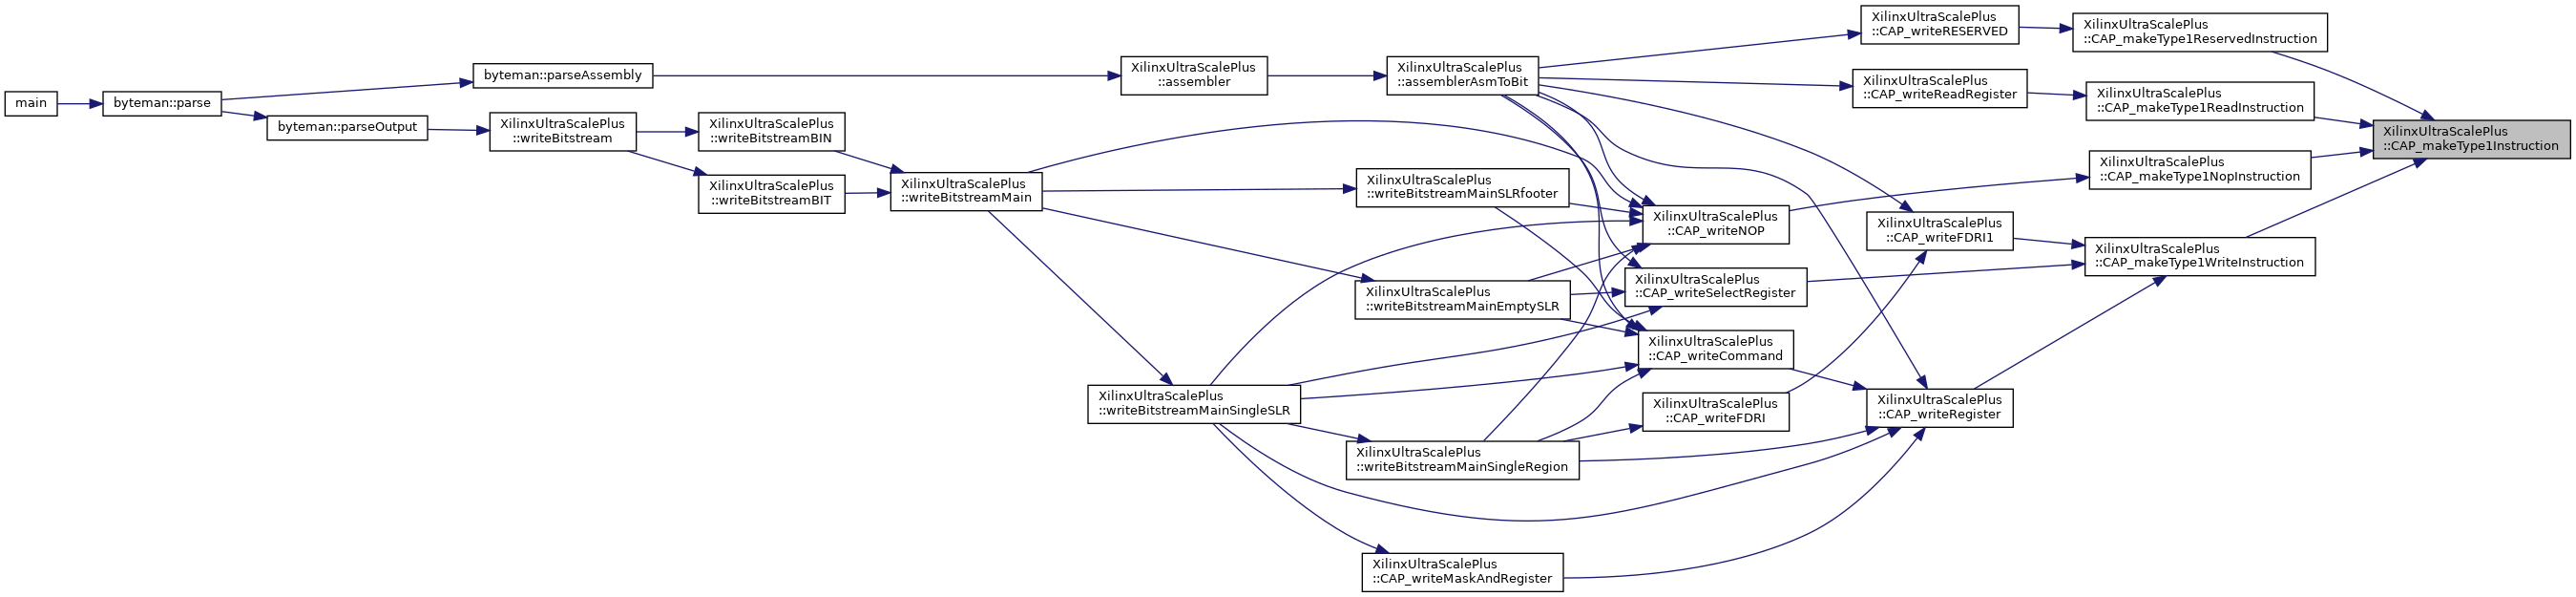 main
byteman::parse
byteman::parseAssembly
byteman::parseOutput
XilinxUltraScalePlus
::writeBitstream
XilinxUltraScalePlus
::writeBitstreamBIN
XilinxUltraScalePlus
::writeBitstreamBIT
XilinxUltraScalePlus
::writeBitstreamMain
XilinxUltraScalePlus
::assembler
XilinxUltraScalePlus
::writeBitstreamMainSingleSLR
XilinxUltraScalePlus
::assemblerAsmToBit
XilinxUltraScalePlus
::writeBitstreamMainSLRfooter
XilinxUltraScalePlus
::writeBitstreamMainEmptySLR
XilinxUltraScalePlus
::writeBitstreamMainSingleRegion
XilinxUltraScalePlus
::CAP_writeMaskAndRegister
XilinxUltraScalePlus
::CAP_writeNOP
XilinxUltraScalePlus
::CAP_writeSelectRegister
XilinxUltraScalePlus
::CAP_writeCommand
XilinxUltraScalePlus
::CAP_writeFDRI
XilinxUltraScalePlus
::CAP_writeRESERVED
XilinxUltraScalePlus
::CAP_writeReadRegister
XilinxUltraScalePlus
::CAP_writeFDRI1
XilinxUltraScalePlus
::CAP_writeRegister
XilinxUltraScalePlus
::CAP_makeType1ReservedInstruction
XilinxUltraScalePlus
::CAP_makeType1ReadInstruction
XilinxUltraScalePlus
::CAP_makeType1NopInstruction
XilinxUltraScalePlus
::CAP_makeType1WriteInstruction
XilinxUltraScalePlus
::CAP_makeType1Instruction